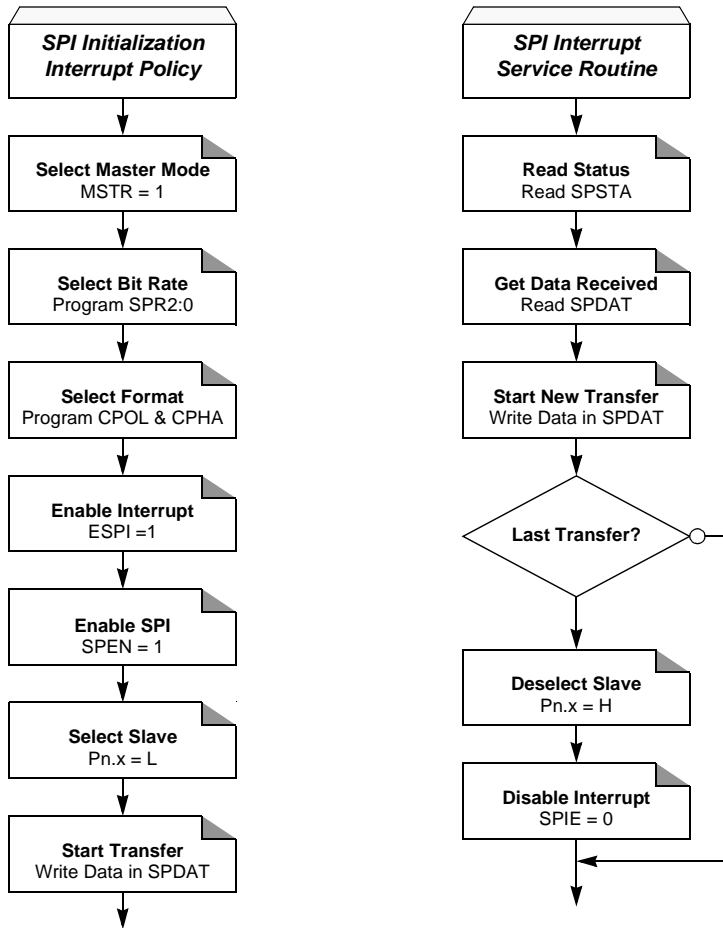 SPI Initialization
Interrupt Policy
Select Master Mode
MSTR = 1
Select Bit Rate
Program SPR2:0
Select Format
Program CPOL & CPHA
Enable Interrupt
ESPI =1
Enable SPI
SPEN = 1
Select Slave
Pn.x = L
Start Transfer
Write Data in SPDAT
SPI Interrupt
Service Routine
Read Status
Read SPSTA
Get Data Received
Read SPDAT
Start New Transfer
Write Data in SPDAT
Last Transfer?
Deselect Slave
Pn.x = H
Disable Interrupt
SPIE = 0